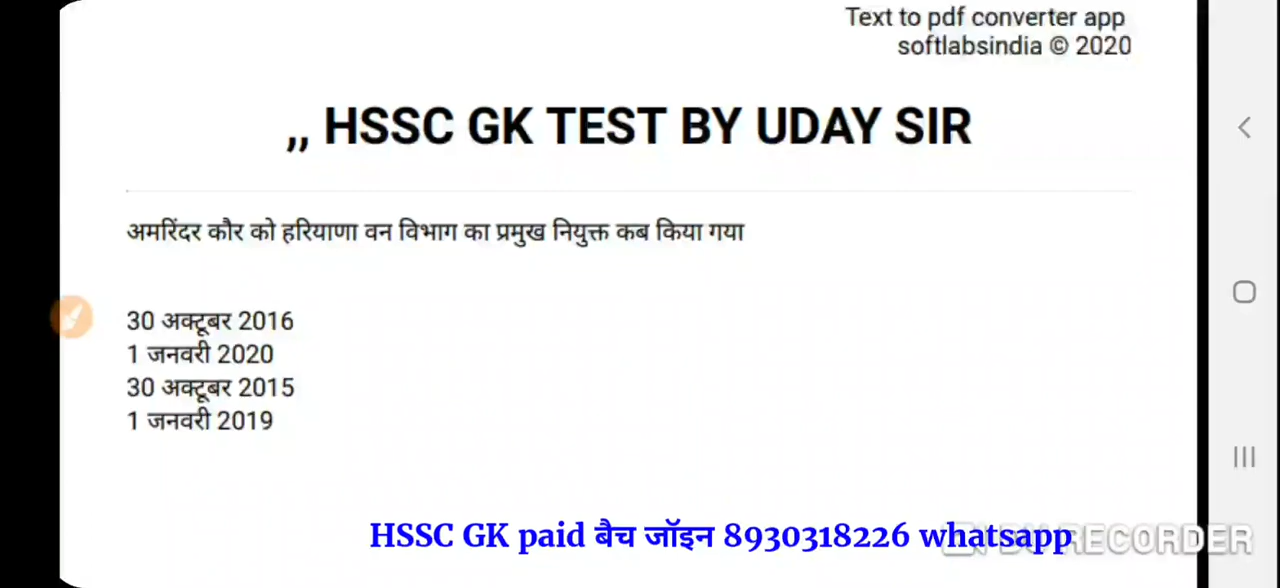 Text to pdf converter app
softlabsindia © 2020
,, HSSC GK TEST BY UDAY SIR
अमरिंदर कौर को हरियाणा वन विभाग का प्रमुख नियुक्त कब किया गया
30 अक्टूबर 2016
1 जनवरी 2020
30 अक्टूबर 2015
1 जनवरी 2019
HSSC GK paid बैच जॉइन 8930318226 whatsapp
RECORDER